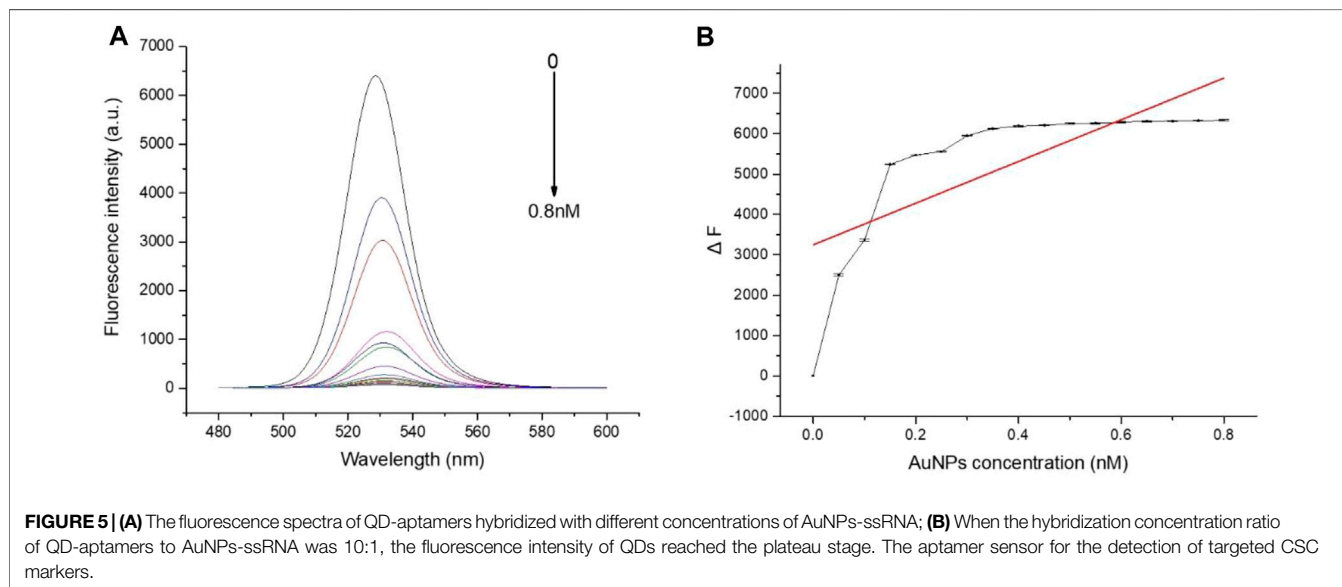 A
7000
6000
5000
4000
3000
2000
1000
0
Fluorescence intensity (a.u.)
480 500 520 540 560 580 600
Wavelength (nm)
0
0.8nM
B
7000
6000
5000
4000
3000
2000
1000
0
-1000
Δ F
0.0 0.2 0.4 0.6 0.8
AuNPs concentration (nM)
FIGURE 5 | (A) The fluorescence spectra of QD-aptamers hybridized with different concentrations of AuNPs-ssRNA; (B) When the hybridization concentration ratio
of QD-aptamers to AuNPs-ssRNA was 10:1, the fluorescence intensity of QDs reached the plateau stage. The aptamer sensor for the detection of targeted CSC
markers.